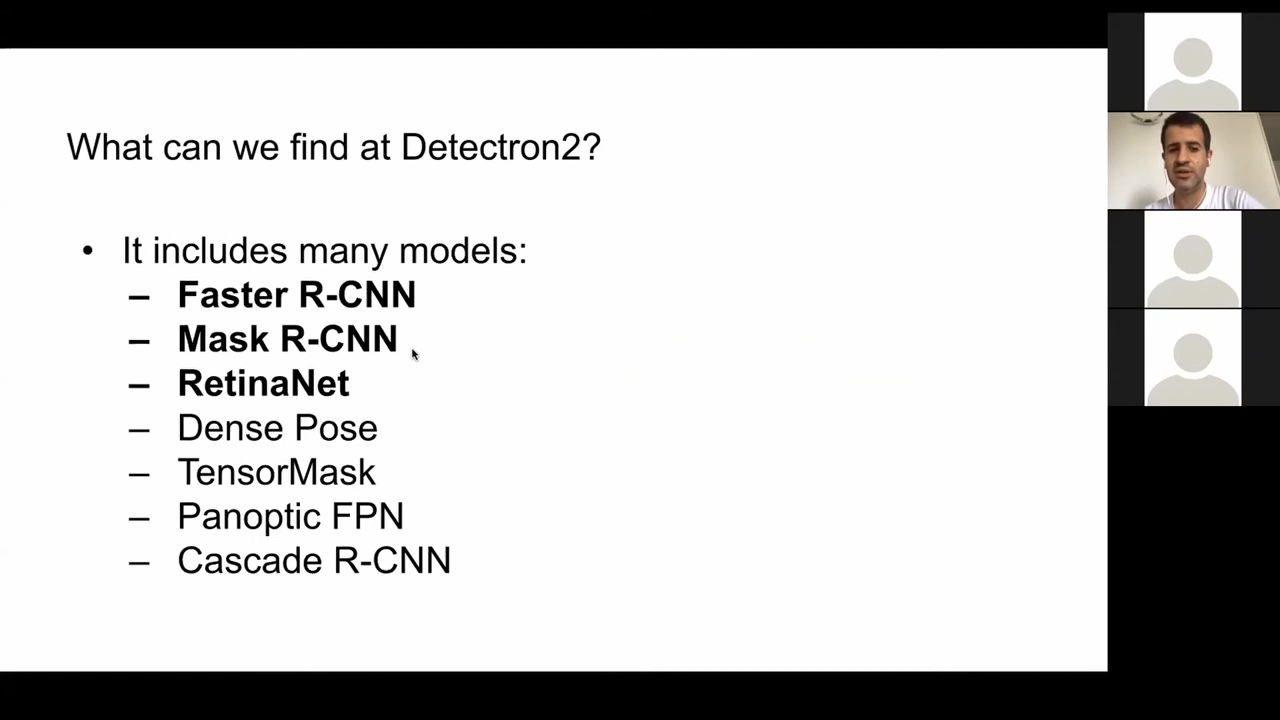 What can we find at Detectron2?
• It includes many models:
– Faster R-CNN
– Mask R-CNN
– RetinaNet
– Dense Pose
– TensorMask
– Panoptic FPN
– Cascade R-CNN